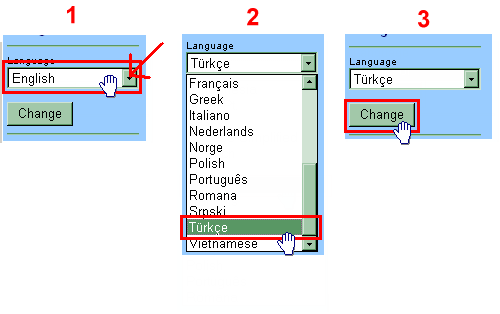 1
Language
English
Change
2
Language
Türkçe
Français
Greek
Italiano
Nederlands
Norge
Polish
Português
Romana
Srpski
Türkçe
Vietnamese
3
Language
Türkçe
Change